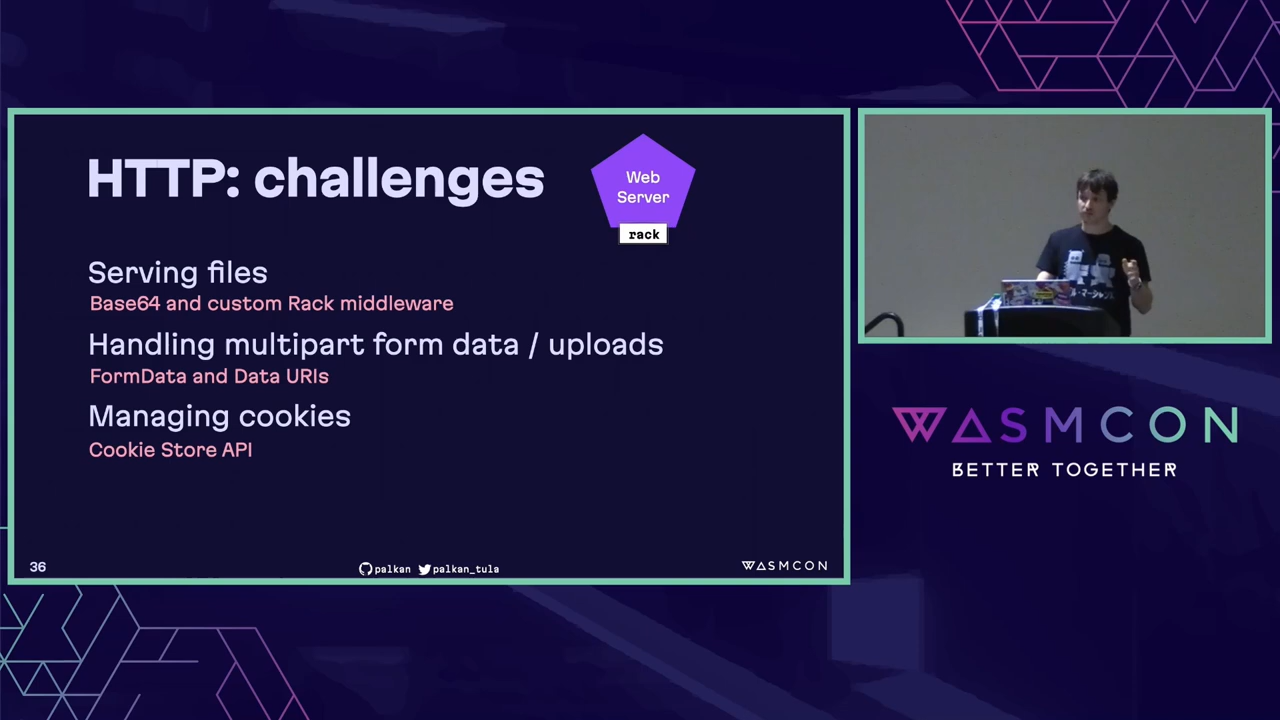 HTTP: challenges
Web
Server
rack
Serving files
Base64 and custom Rack middleware
Handling multipart form data / uploads
FormData and Data URIs
Managing cookies
Cookie Store API
36
palkan palkan_tula
WASMCON
WASMCON
BETTER TOGETHER